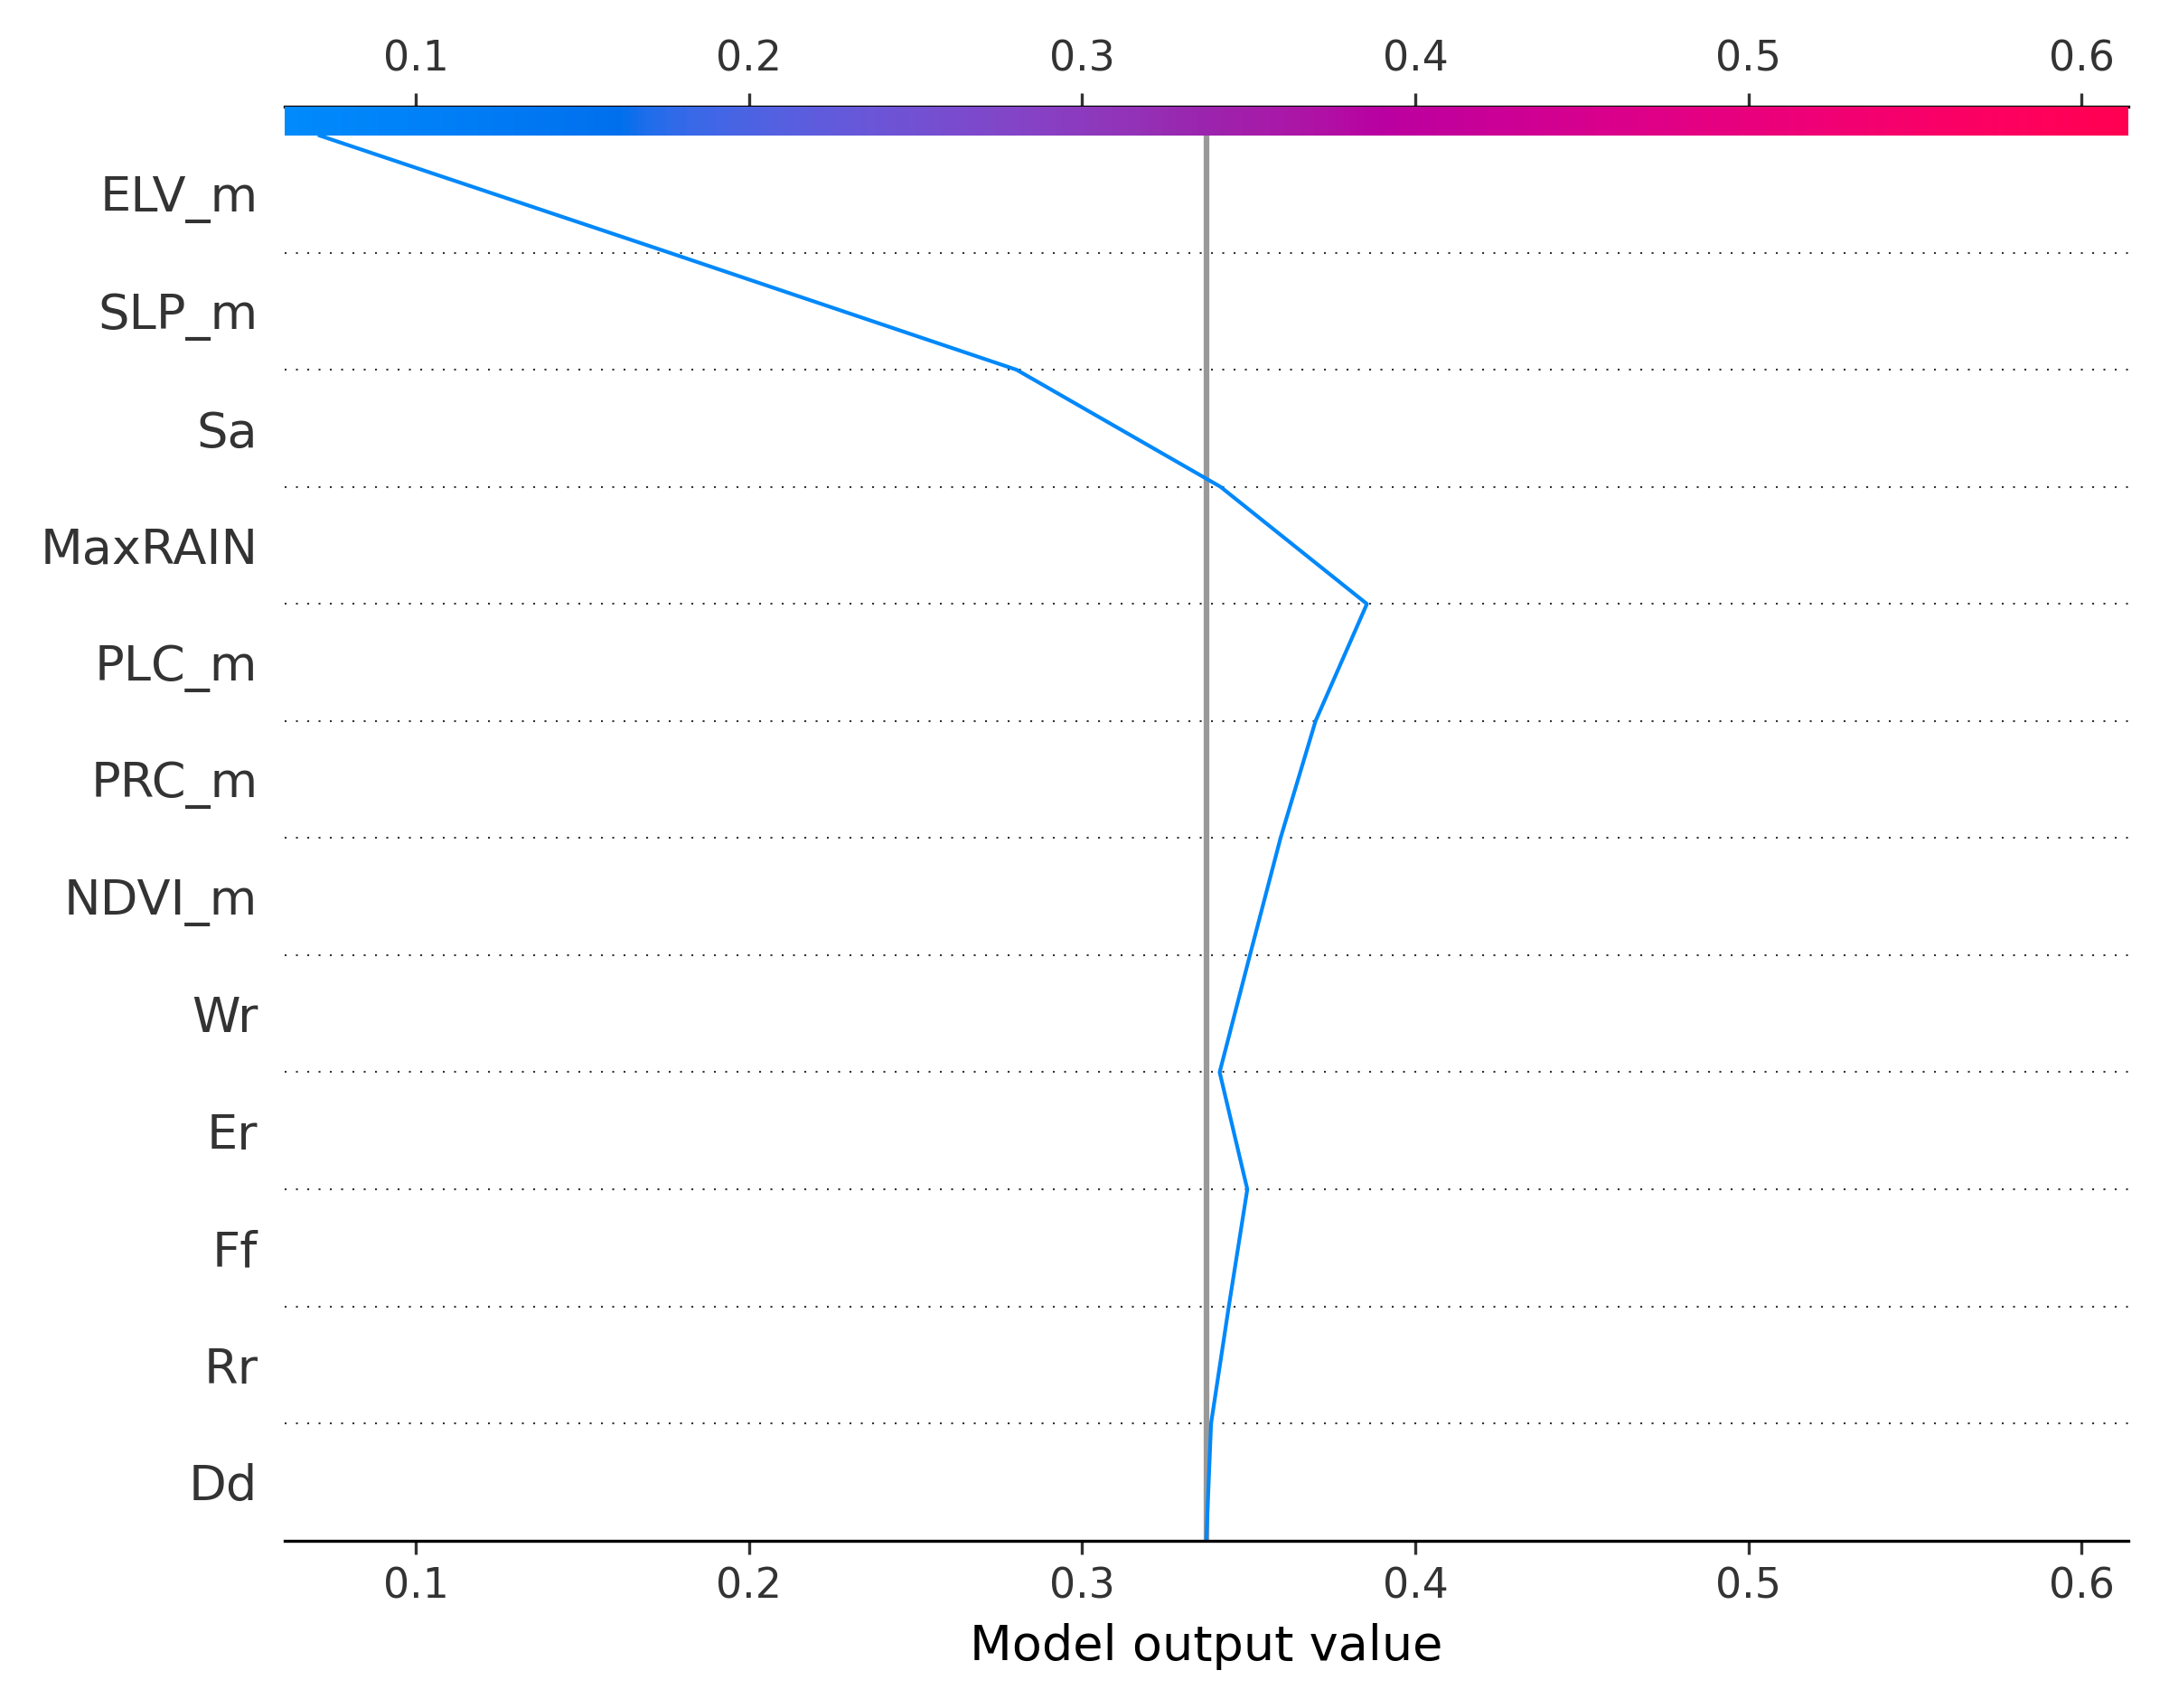 0.1 0.2 0.3 0.4 0.5 0.6
ELV_m
SLP_m
Sa
MaxRAIN
PLC_m
PRC_m
NDVI_m
Wr
Er
Ff
Rr
Dd
0.1 0.2 0.3 0.4 0.5 0.6
Model output value